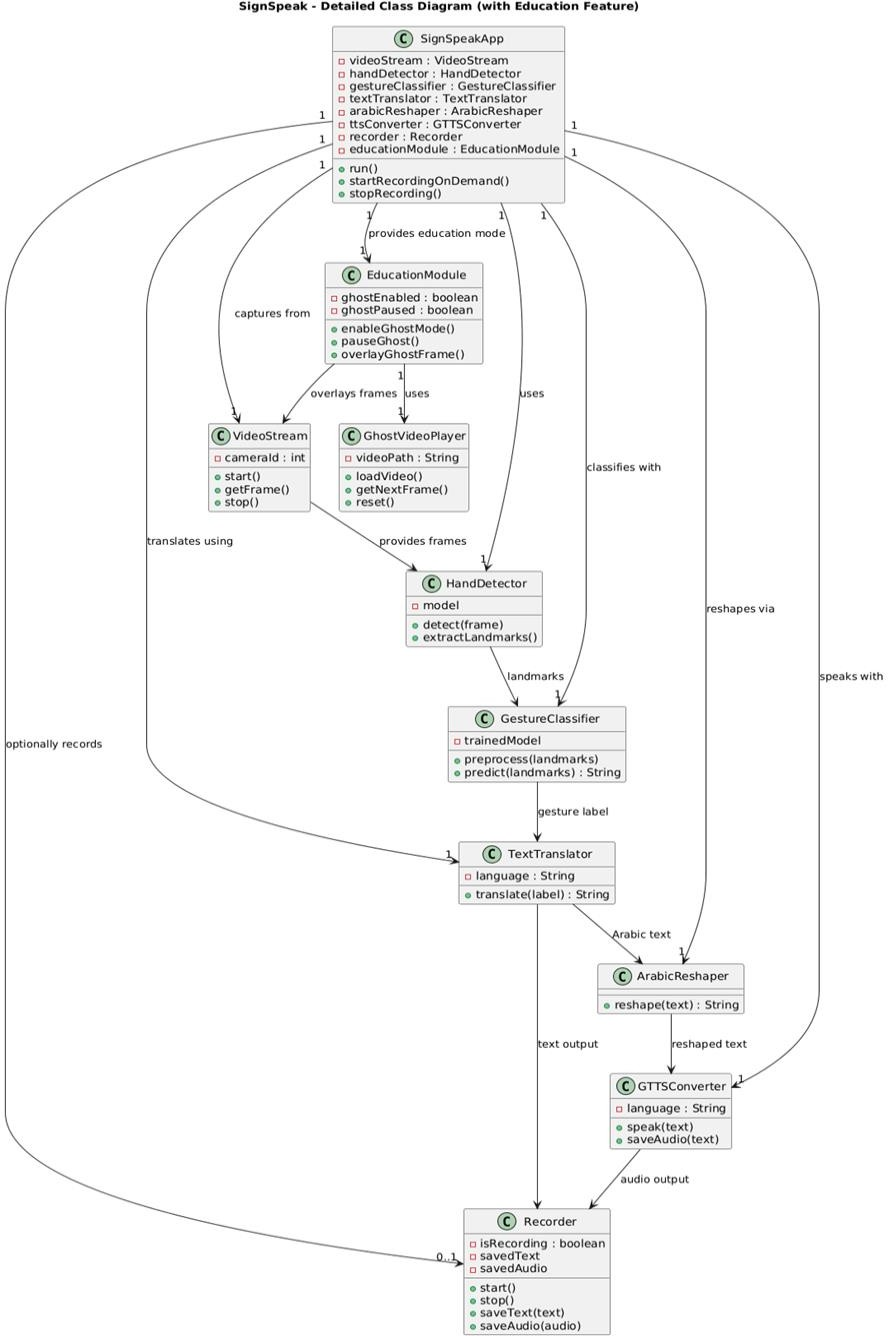 SignSpeak - Detailed Class Diagram (with Education Feature)
C SignSpeakApp
videoStream : VideoStream
handDetector : HandDetector
gestureClassifier : GestureClassifier
textTranslator : TextTranslator
arabicReshaper : ArabicReshaper
ttsConverter : GTTSConverter
recorder : Recorder
educationModule : EducationModule
run()
startRecordingOnDemand()
stopRecording()
1
1
1
1
1
1
1
1
provides education mode
1
C EducationModule
ghostEnabled : boolean
ghostPaused : boolean
enableGhostMode()
pauseGhost()
overlayGhostFrame()
captures from
overlays frames
1
uses
1
uses
1
C VideoStream
cameraId : int
start()
getFrame()
stop()
C GhostVideoPlayer
videoPath : String
loadVideo()
getNextFrame()
reset()
classifies with
translates using
provides frames
1
C HandDetector
model
detect(frame)
extractLandmarks()
reshapes via
landmarks
1
speaks with
C GestureClassifier
trainedModel
preprocess(landmarks)
predict(landmarks) : String
optionally records
gesture label
1
C TextTranslator
language : String
translate(label) : String
Arabic text
1
C ArabicReshaper
reshape(text) : String
text output
reshaped text
1
C GTTSConverter
language : String
speak(text)
saveAudio(text)
audio output
0..1
C Recorder
isRecording : boolean
savedText
savedAudio
start()
stop()
saveText(text)
saveAudio(audio)